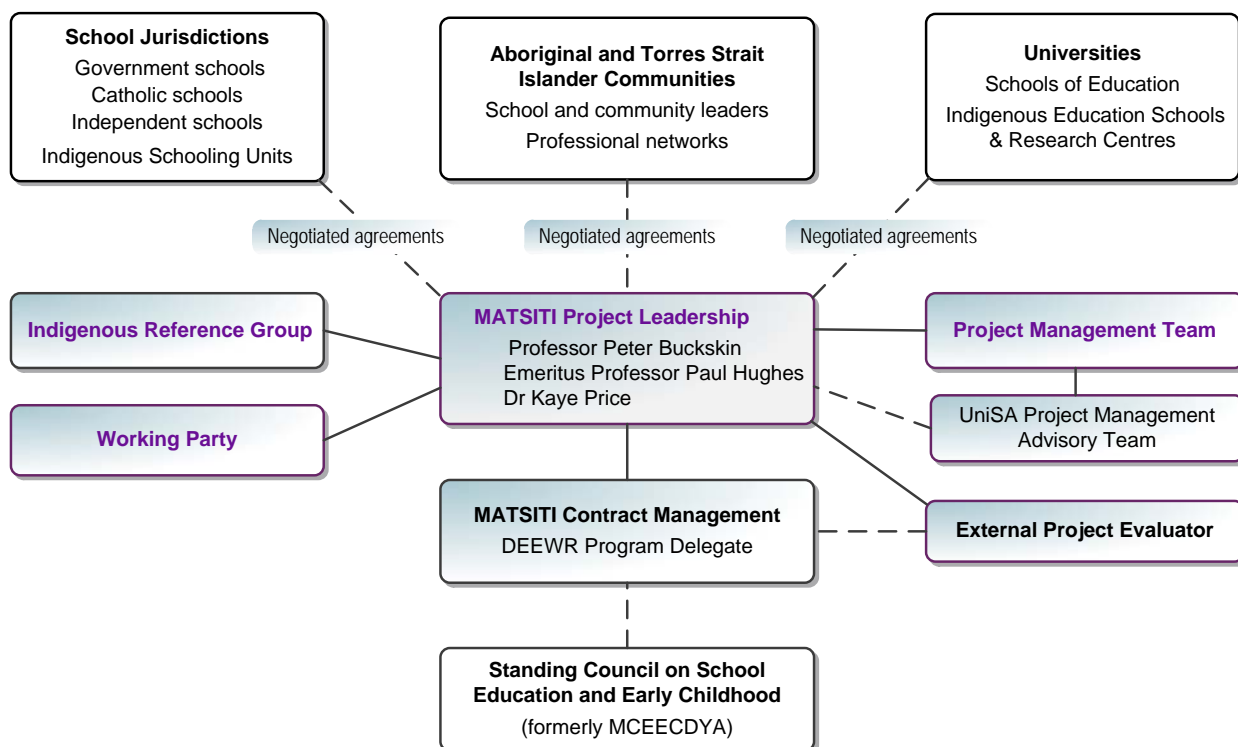 School Jurisdictions
Government schools
Catholic schools
Independent schools
Indigenous Schooling Units
Aboriginal and Torres Strait
Islander Communities
School and community leaders
Professional networks
Universities
Schools of Education
Indigenous Education Schools
& Research Centres
Negotiated agreements
Negotiated agreements
Negotiated agreements
Indigenous Reference Group
Working Party
MATSITI Project Leadership
Professor Peter Buckskin
Emeritus Professor Paul Hughes
Dr Kaye Price
Project Management Team
UniSA Project Management
Advisory Team
MATSITI Contract Management
DEEWR Program Delegate
External Project Evaluator
Standing Council on School
Education and Early Childhood
(formerly MCEECDYA)